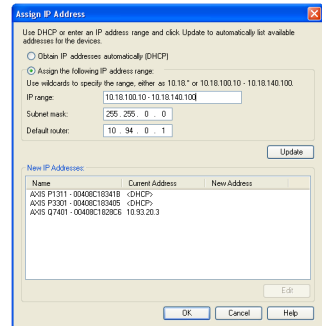 Assign IP Address
Use DHCP or enter an IP address range and click Update to automatically list available
addresses for the devices.
Obtain IP addresses automatically (DHCP)
Assign the following IP address range:
Use wildcards to specify the range, either as 10.18.* or 10.18.100.10 - 10.18.140.100.
IP range: 10.18.100.10 - 10.18.140.100
Subnet mask: 255 . 255 . 0 . 0
Default router: 10 . 94 . 0 . 1
Update
New IP Addresses:
Name Current Address New Address
AXIS P1311 - 00408C18341B <DHCP>
AXIS P3301 - 00408C183405 <DHCP>
AXIS Q7401 - 00408C1828C6 10.93.20.3
Edit
OK Cancel Help